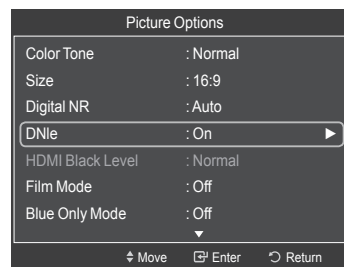 Picture Options
Color Tone : Normal
Size : 16:9
Digital NR : Auto
DNIe : On ►
HDMI Black Level : Normal
Film Mode : Off
Blue Only Mode : Off
▼
Move Enter Return